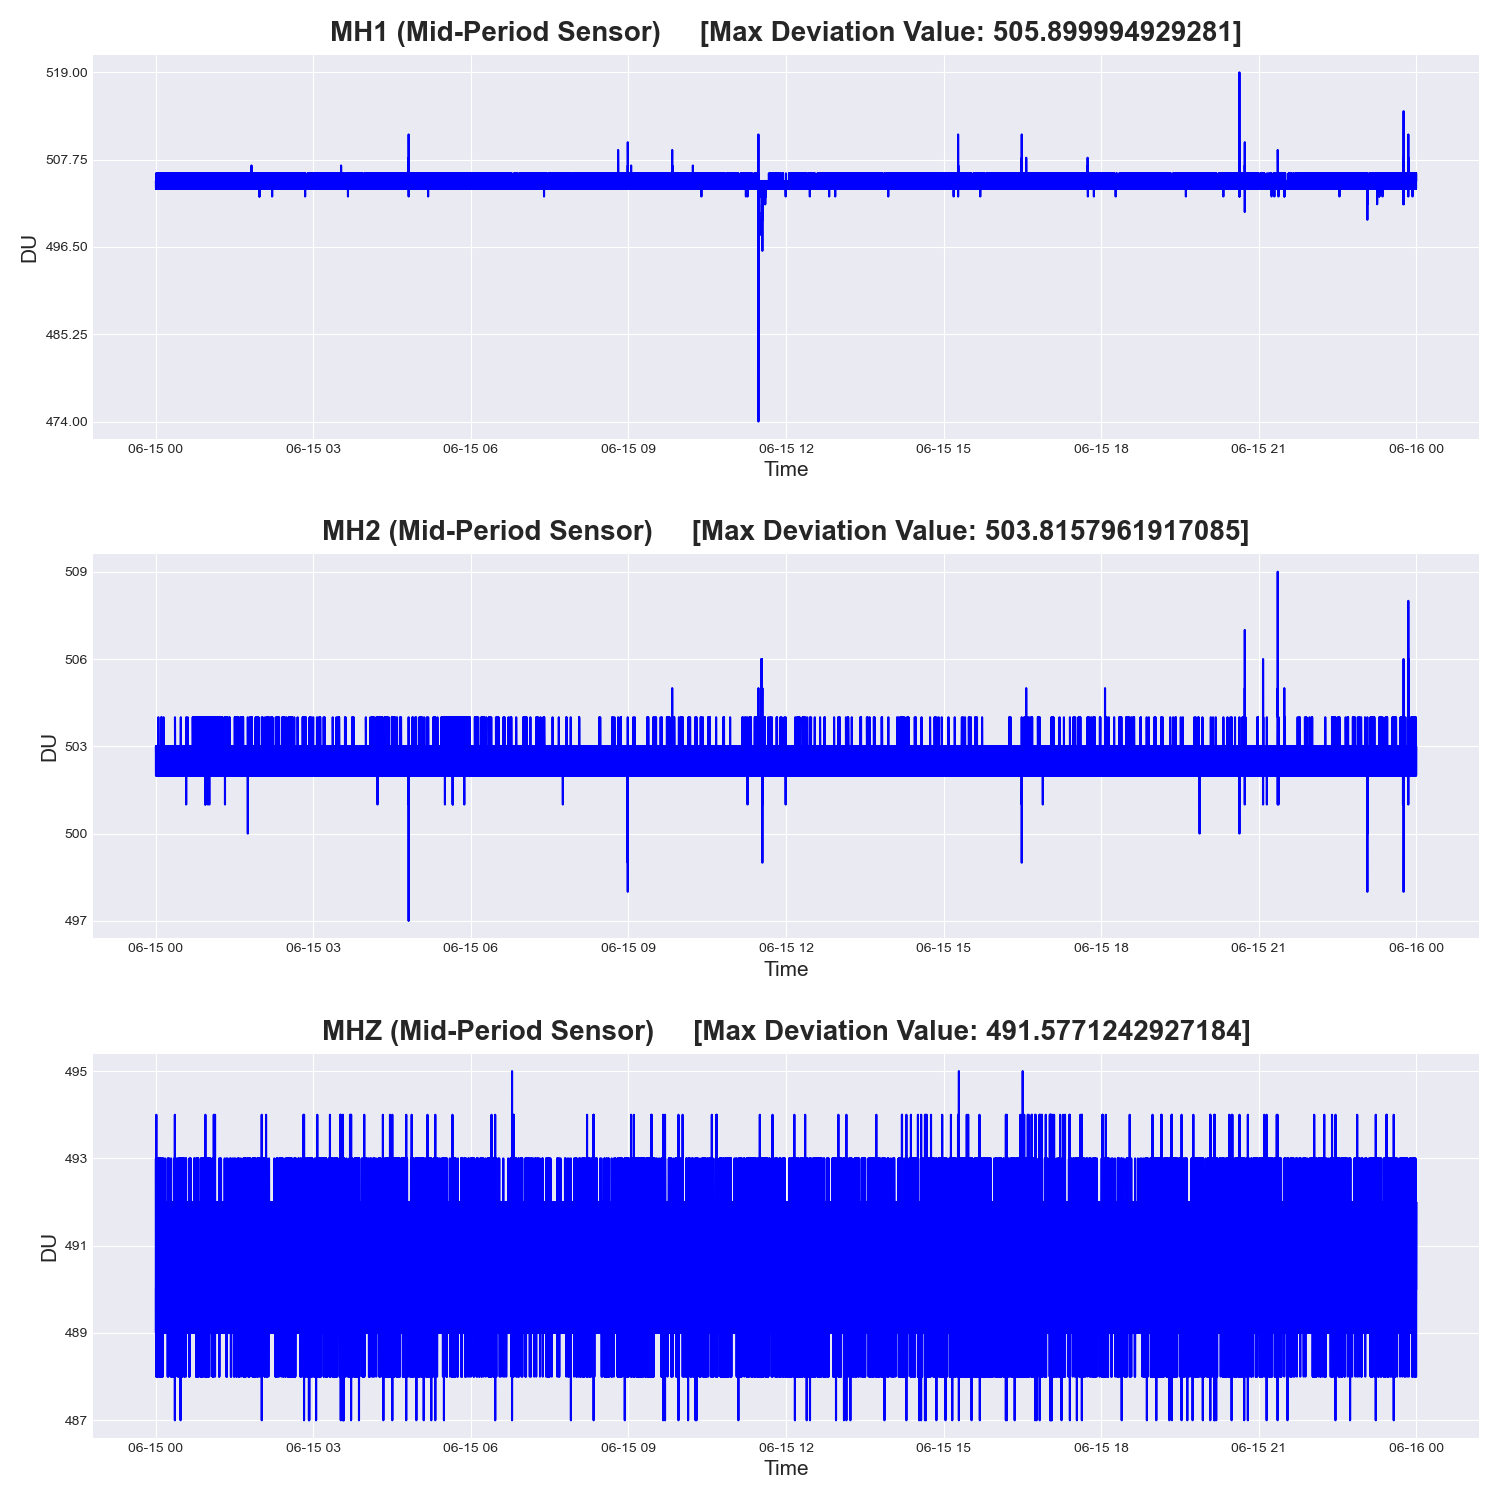 MH1 (Mid-Period Sensor) [Max Deviation Value: 505.899994929281]
519.00
507.75
496.50
485.25
474.00
DU
06-15 00 06-15 03 06-15 06 06-15 09 06-15 12 06-15 15 06-15 18 06-15 21 06-16 00
Time
MH2 (Mid-Period Sensor) [Max Deviation Value: 503.8157961917085]
509
506
503
500
497
DU
06-15 00 06-15 03 06-15 06 06-15 09 06-15 12 06-15 15 06-15 18 06-15 21 06-16 00
Time
MHZ (Mid-Period Sensor) [Max Deviation Value: 491.5771242927184]
495
493
491
489
487
DU
06-15 00 06-15 03 06-15 06 06-15 09 06-15 12 06-15 15 06-15 18 06-15 21 06-16 00
Time